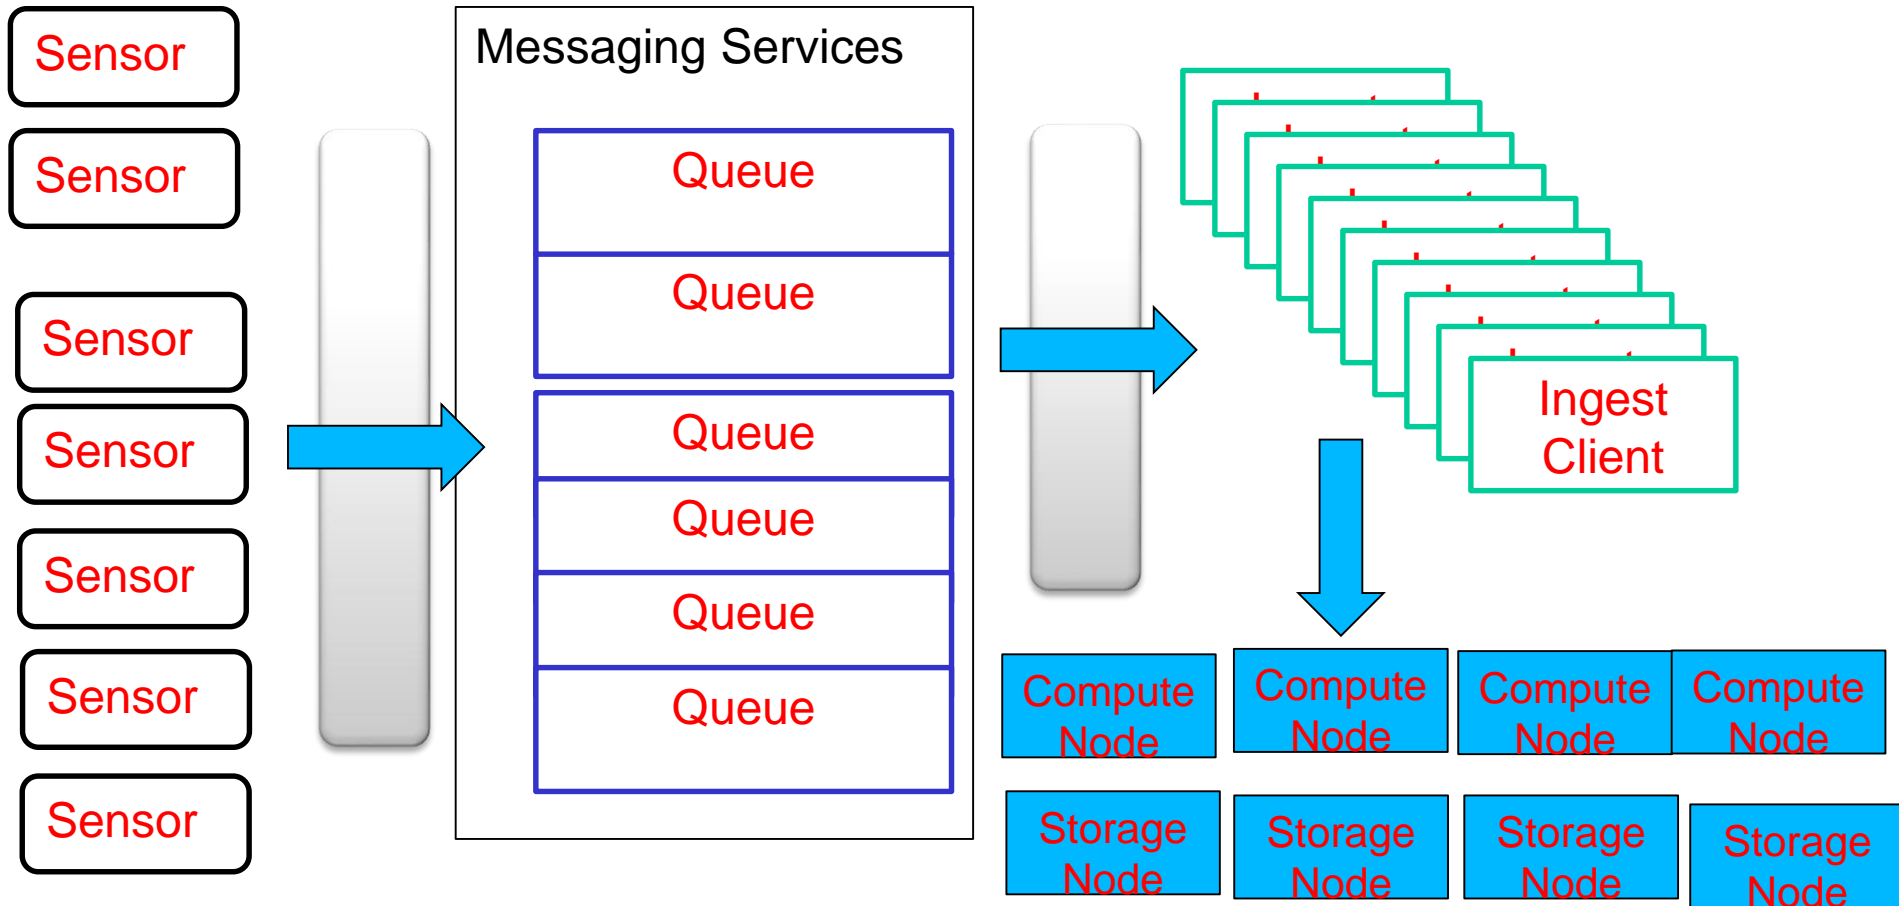 Sensor
Sensor
Sensor
Sensor
Sensor
Sensor
Sensor
Messaging Services
Queue
Queue
Queue
Queue
Queue
Queue
Ingest
Client
Compute
Node
Compute
Node
Compute
Node
Compute
Node
Storage
Node
Storage
Node
Storage
Node
Storage
Node